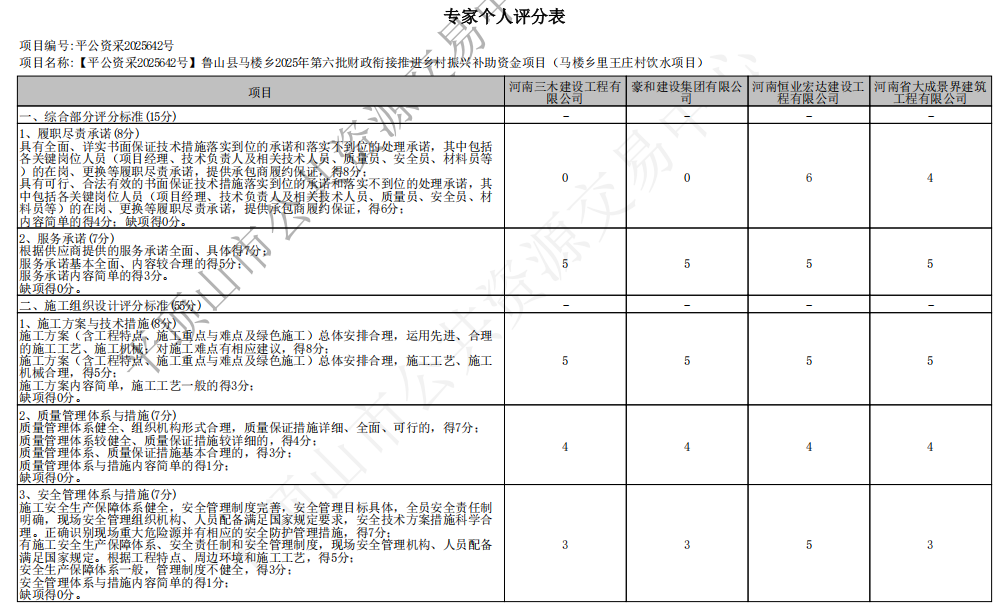 专家个人评分表
项目编号:平公资采2025642号
项目名称:【平公资采2025642号】鲁山县马楼乡2025年第六批财政衔接推进乡村振兴补助资金项目（马楼乡里王庄村饮水项目）
项目 河南三木建设工程有限公司 豪和建设集团有限公司 河南恒业宏达建设工程有限公司 河南省大成景界建筑工程有限公司
一、综合部分评分标准(15分) - - - -
1、履职尽责承诺(8分)
具有全面、详实书面保证技术措施落实到位的承诺和落实不到位的处理承诺，其中包括
各关键岗位人员（项目经理、技术负责人及相关技术人员、质量员、安全员、材料员等
）的在岗、更换等履职尽责承诺，提供承包商履约保证，得8分；
具有可行、合法有效的书面保证技术措施落实到位的承诺和落实不到位的处理承诺，其
中包括各关键岗位人员（项目经理、技术负责人及相关技术人员、质量员、安全员、材
料员等）的在岗、更换等履职尽责承诺，提供承包商履约保证，得6分；
内容简单的得4分；缺项得0分。
0 0 6 4
2、服务承诺(7分)
根据供应商提供的服务承诺全面、具体得7分；
服务承诺基本全面、内容较合理的得5分；
服务承诺内容简单的得3分。
缺项得0分。
5 5 5 5
二、施工组织设计评分标准(55分) - - - -
1、施工方案与技术措施(8分)
施工方案（含工程特点、施工重点与难点及绿色施工）总体安排合理，运用先进、合理
的施工工艺、施工机械；对施工难点有相应建议，得8分；
施工方案（含工程特点、施工重点与难点及绿色施工）总体安排合理，施工工艺、施工
机械合理，得5分；
施工方案内容简单，施工工艺一般的得3分；
缺项得0分。
5 5 5 5
2、质量管理体系与措施(7分)
质量管理体系健全、组织机构形式合理，质量保证措施详细、全面、可行的，得7分；
质量管理体系较健全、质量保证措施较详细的，得4分；
质量管理体系、质量保证措施基本合理的，得3分；
质量管理体系与措施内容简单的得1分；
缺项得0分。
4 4 4 4
3、安全管理体系与措施(7分)
施工安全生产保障体系健全，安全管理制度完善，安全管理目标具体，全员安全责任制
明确，现场安全管理组织机构、人员配备满足国家规定要求，安全技术方案措施科学合
理。正确识别现场重大危险源并有相应的安全防护管理措施，得7分；
有施工安全生产保障体系、安全责任制和安全管理制度，现场安全管理机构、人员配备
满足国家规定。根据工程特点、周边环境和施工工艺，得5分；
安全生产保障体系一般，管理制度不健全，得3分；
安全管理体系与措施内容简单的得1分；
缺项得0分。
3 3 5 3
平顶山市公共资源交易中心
顶山市公共资源交易中心